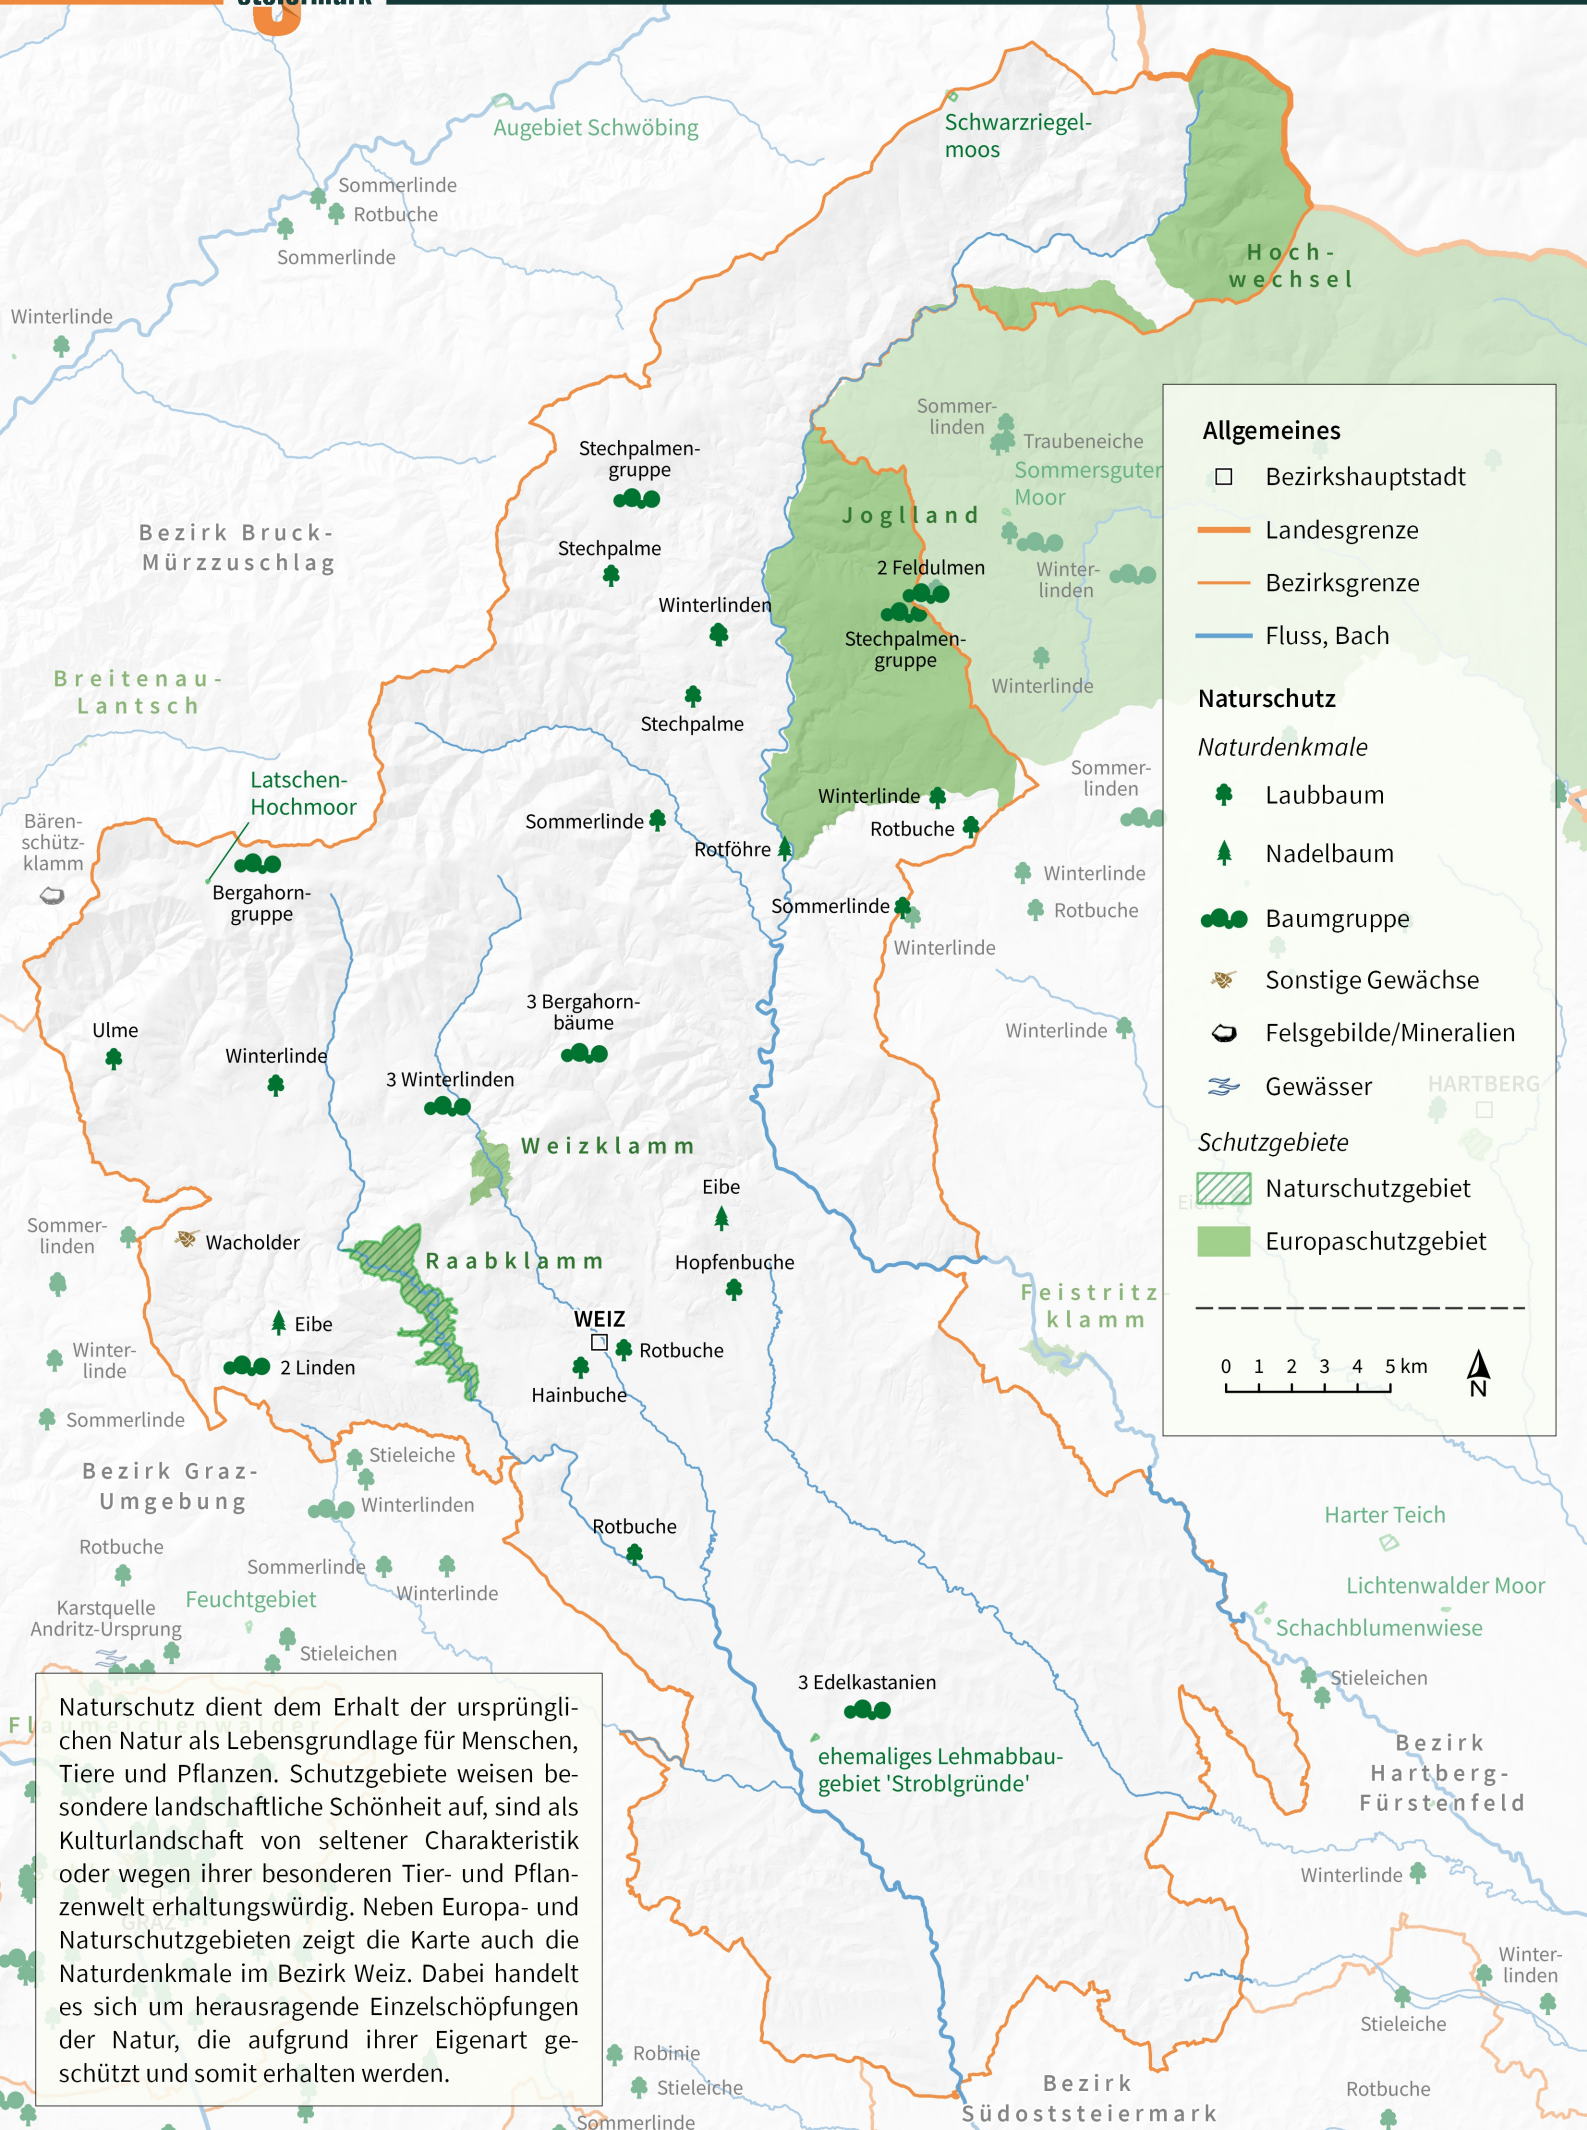 Steiermark
Augebiet Schwöbing
Schwarzriegel-
moos
Sommerlinde
Rotbuche
Sommerlinde
Hoch-
wechsel
Winterlinde
Sommer-
linden
Traubeneiche
Sommersguter
Moor
Stechpalmen-
gruppe
Joglland
Bezirk Bruck-
Mürzzuschlag
Stechpalme
2 Feldulmen
Winter-
linden
Winterlinden
Stechpalmen-
gruppe
Winterlinde
Breitenau-
Lantsch
Stechpalme
Latschen-
Hochmoor
Sommer-
linden
Bären-
schütz-
klamm
Sommerlinde
Winterlinde
Rotbuche
Rotföhre
Bergahorn-
gruppe
Winterlinde
Rotbuche
Sommerlinde
Winterlinde
3 Bergahorn-
bäume
Ulme
Winterlinde
Winterlinde
3 Winterlinden
Weizklamm
Eibe
Sommer-
linden
Wacholder
Raabklamm
Hopfenbuche
Feistritz-
klamm
Eibe
WEIZ
Rotbuche
Winter-
linde
2 Linden
Hainbuche
Sommerlinde
Stieleiche
Bezirk Graz-
Umgebung
Winterlinden
Rotbuche
Rotbuche
Sommerlinde
Winterlinde
Feuchtgebiet
Karstquelle
Andritz-Ursprung
Stieleichen
Harter Teich
Lichtenwalder Moor
Schachblumenwiese
Stieleichen
3 Edelkastanien
ehemaliges Lehmabbau-
gebiet 'Stroblgründe'
Bezirk
Hartberg-
Fürstenfeld
Winterlinde
Winter-
linden
Stieleiche
Robinie
Stieleiche
Sommerlinde
Bezirk
Südoststeiermark
Rotbuche
Allgemeines
Bezirkshauptstadt
Landesgrenze
Bezirksgrenze
Fluss, Bach
Naturschutz
Naturdenkmale
Laubbaum
Nadelbaum
Baumgruppe
Sonstige Gewächse
Felsgebilde/Mineralien
Gewässer
HARTBERG
Schutzgebiete
Naturschutzgebiet
Eiche
Europaschutzgebiet
0 1 2 3 4 5 km
N
Flaumeichenwälder
GRAZ
Naturschutz dient dem Erhalt der ursprüngli-
chen Natur als Lebensgrundlage für Menschen,
Tiere und Pflanzen. Schutzgebiete weisen be-
sondere landschaftliche Schönheit auf, sind als
Kulturlandschaft von seltener Charakteristik
oder wegen ihrer besonderen Tier- und Pflan-
zenwelt erhaltungswürdig. Neben Europa- und
Naturschutzgebieten zeigt die Karte auch die
Naturdenkmale im Bezirk Weiz. Dabei handelt
es sich um herausragende Einzelschöpfungen
der Natur, die aufgrund ihrer Eigenart ge-
schützt und somit erhalten werden.